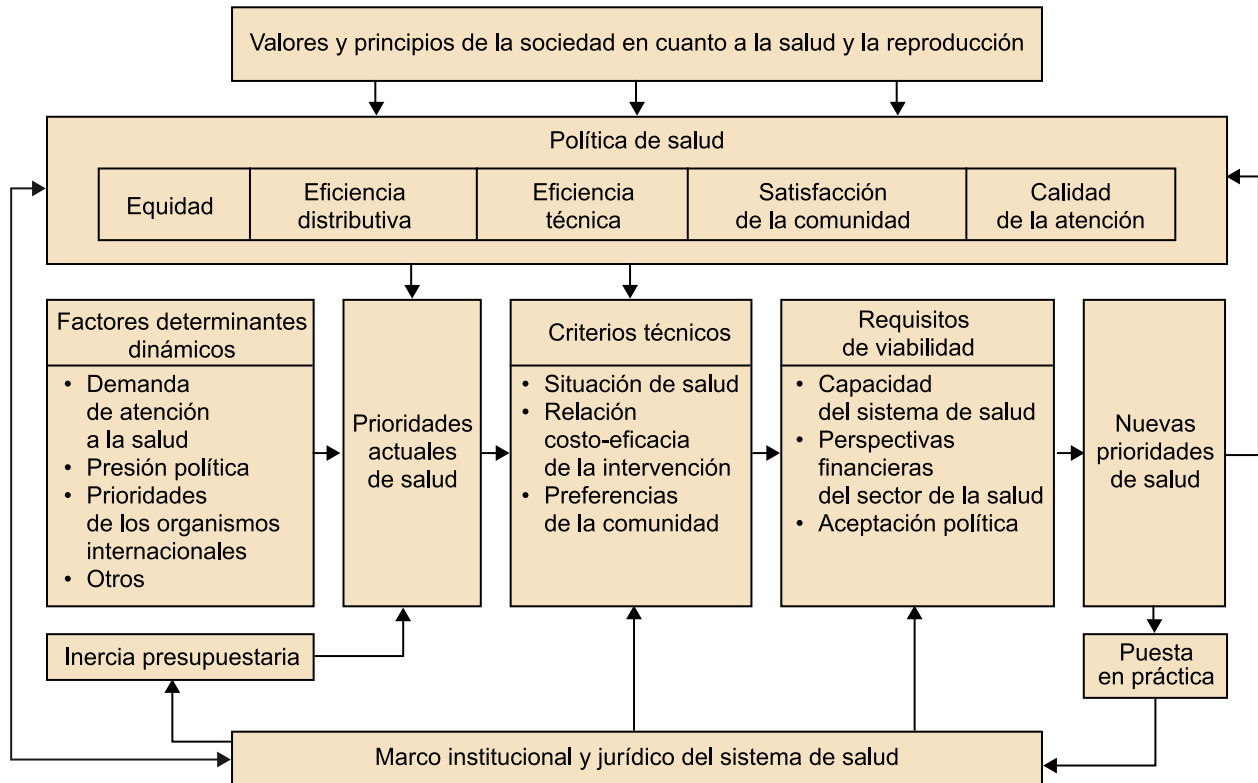 Valores y principios de la sociedad en cuanto a la salud y la reproducción
Política de salud
Equidad
Eficiencia
distributiva
Eficiencia
técnica
Satisfacción
de la comunidad
Calidad
de la atención
Factores determinantes
dinámicos
• Demanda
de atención
a la salud
• Presión política
• Prioridades
de los organismos
internacionales
• Otros
Prioridades
actuales
de salud
Criterios técnicos
• Situación de salud
• Relación
costo-eficacia
de la intervención
• Preferencias
de la comunidad
Requisitos
de viabilidad
• Capacidad
del sistema de salud
• Perspectivas
financieras
del sector de la salud
• Aceptación política
Nuevas
prioridades
de salud
Inercia presupuestaria
Puesta
en práctica
Marco institucional y jurídico del sistema de salud